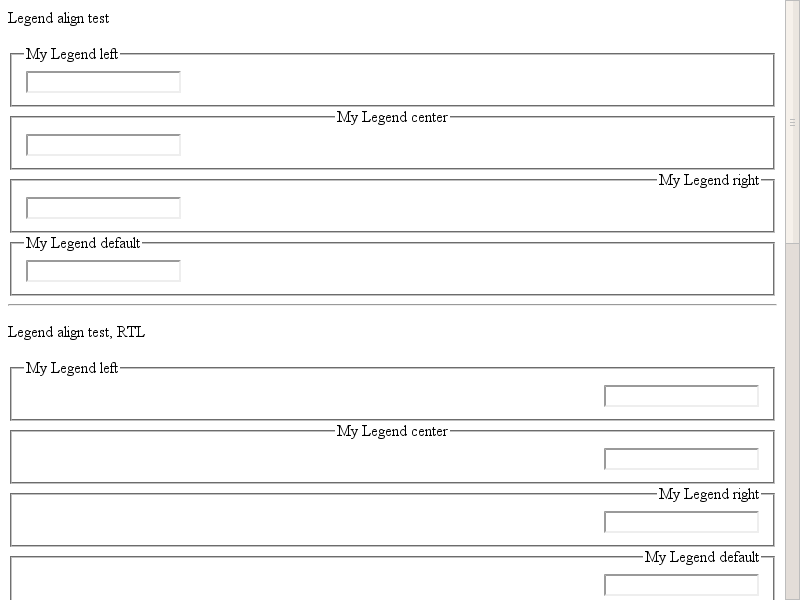 Legend align test
My Legend left
My Legend center
My Legend right
My Legend default
Legend align test, RTL
My Legend left
My Legend center
My Legend right
My Legend default